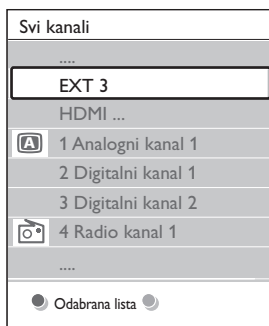 Svi kanali
....
EXT 3
HDMI ...
A 1 Analogni kanal 1
2 Digitalni kanal 1
3 Digitalni kanal 2
4 Radio kanal 1
....
Odabrana lista